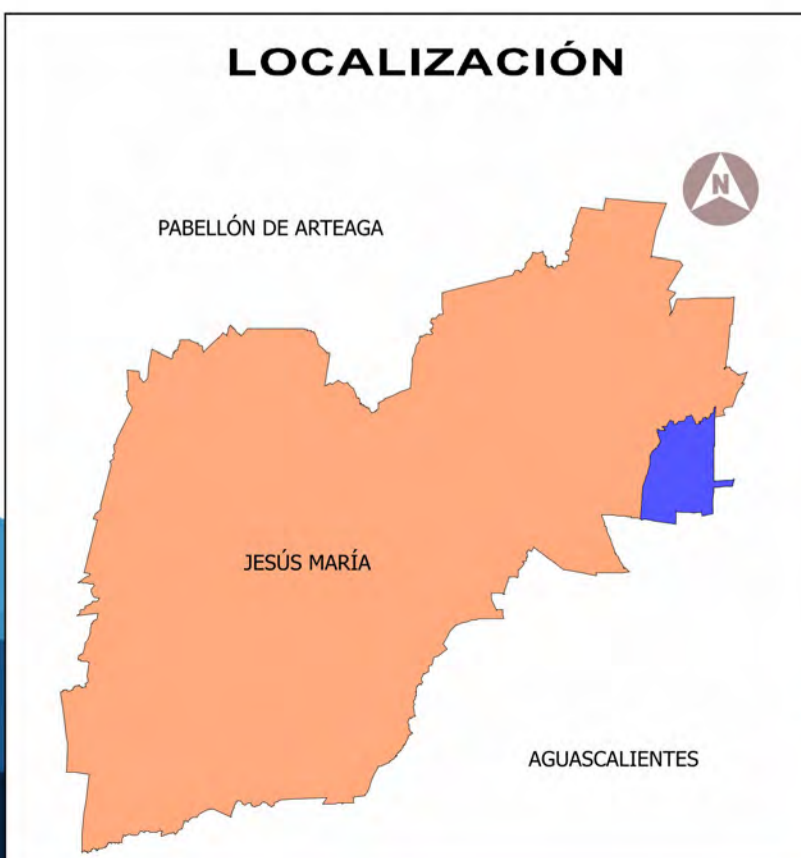 LOCALIZACIÓN
N
PABELLÓN DE ARTEAGA
JESÚS MARÍA
AGUASCALIENTES